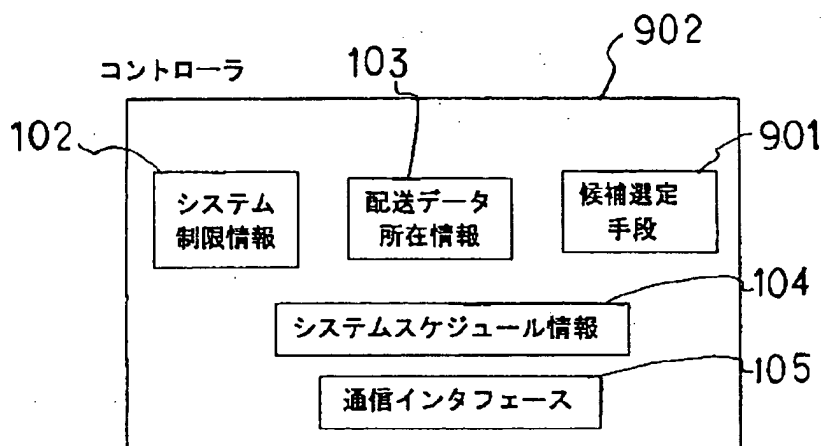 902
コントローラ
103
102
901
システム
制限情報
配送データ
所在情報
候補選定
手段
104
システムスケジュール情報
105
通信インタフェース